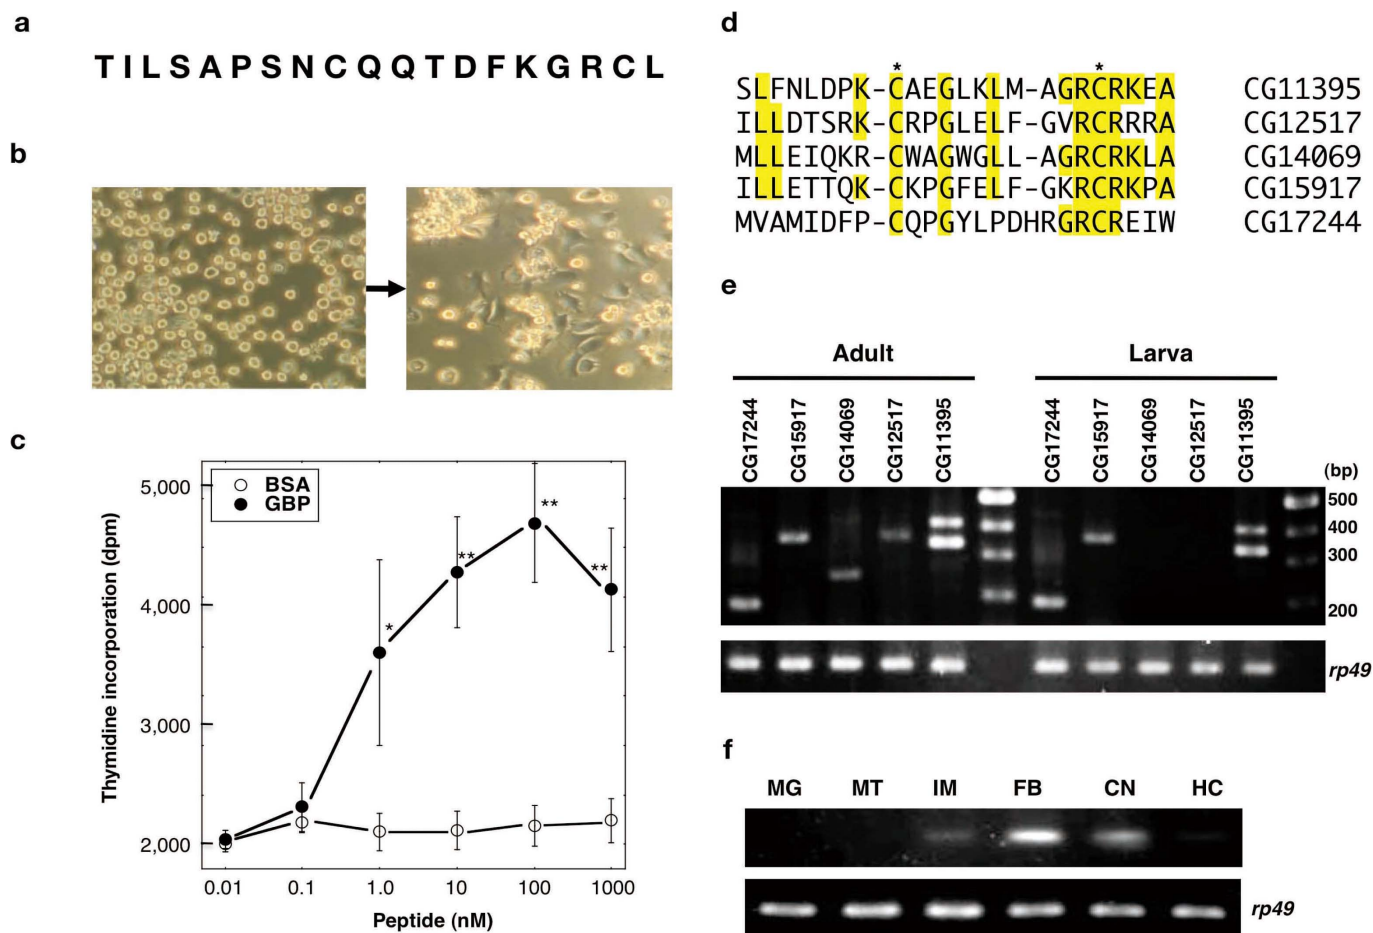 a
T I L S A P S N C Q Q T D F K G R C L
b
c
5,000
4,000
3,000
2,000
Thymidine incorporation (dpm)
BSA
GBP
*
**
**
**
0.01 0.1 1.0 10 100 1000
Peptide (nM)
d
* *
SLFNLDPK-CAEGLKLM-AGRCRKEA CG11395
ILLDTSRK-CRPGLELF-GVRCRRRA CG12517
MLLEIQKR-CWAGWGLL-AGRCRKLA CG14069
ILLETTQK-CKPGFELF-GKRCRKPA CG15917
MVAMIDFP-CQPGYLPDHRGRCREIW CG17244
e
Adult Larva
CG17244 CG15917 CG14069 CG12517 CG11395 CG17244 CG15917 CG14069 CG12517 CG11395
(bp)
500
400
300
200
rp49
f
MG MT IM FB CN HC
rp49